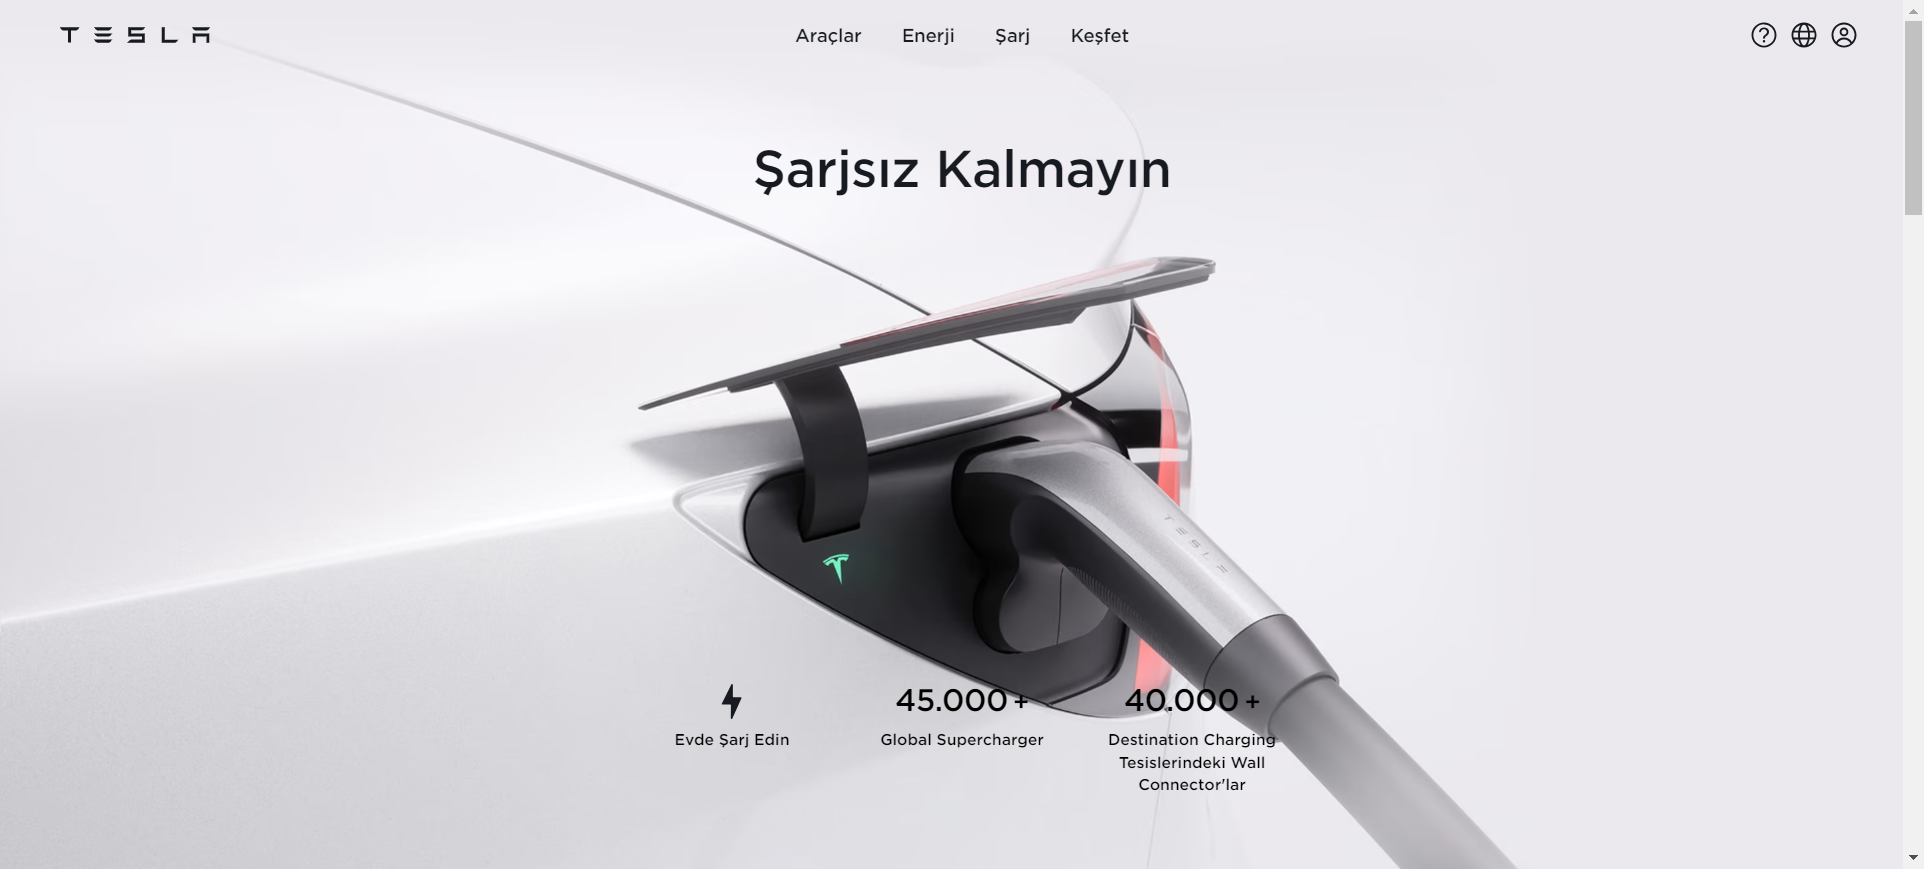 TESLA
Araçlar
Enerji
Şarj
Keşfet
Şarjsız Kalmayın
TESLA
45.000 +
40.000 +
Evde Şarj Edin
Global Supercharger
Destination Charging
Tesislerindeki Wall
Connector'lar